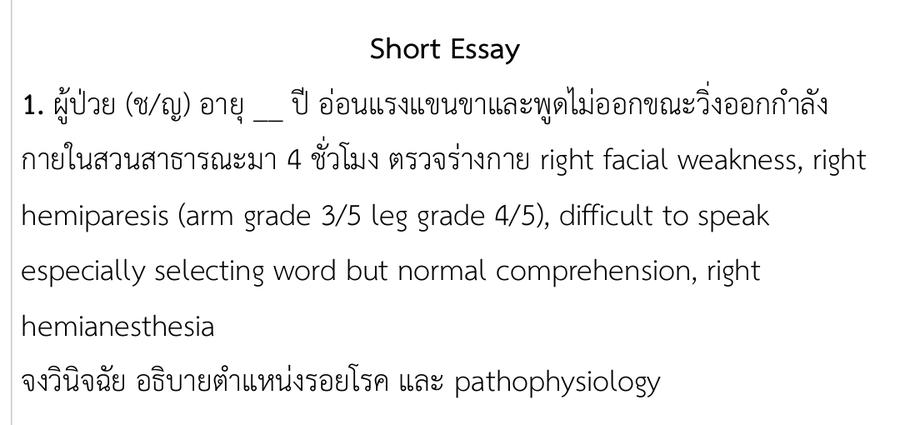 Short Essay
1. ผู้ป่วย (ช/ญ) อายุ __ ปี อ่อนแรงแขนขาและพูดไม่ออกขณะวิ่งออกกำลัง
กายในสวนสาธารณะมา 4 ชั่วโมง ตรวจร่างกาย right facial weakness, right
hemiparesis (arm grade 3/5 leg grade 4/5), difficult to speak
especially selecting word but normal comprehension, right
hemianesthesia
จงวินิจฉัย อธิบายตำแหน่งรอยโรค และ pathophysiology